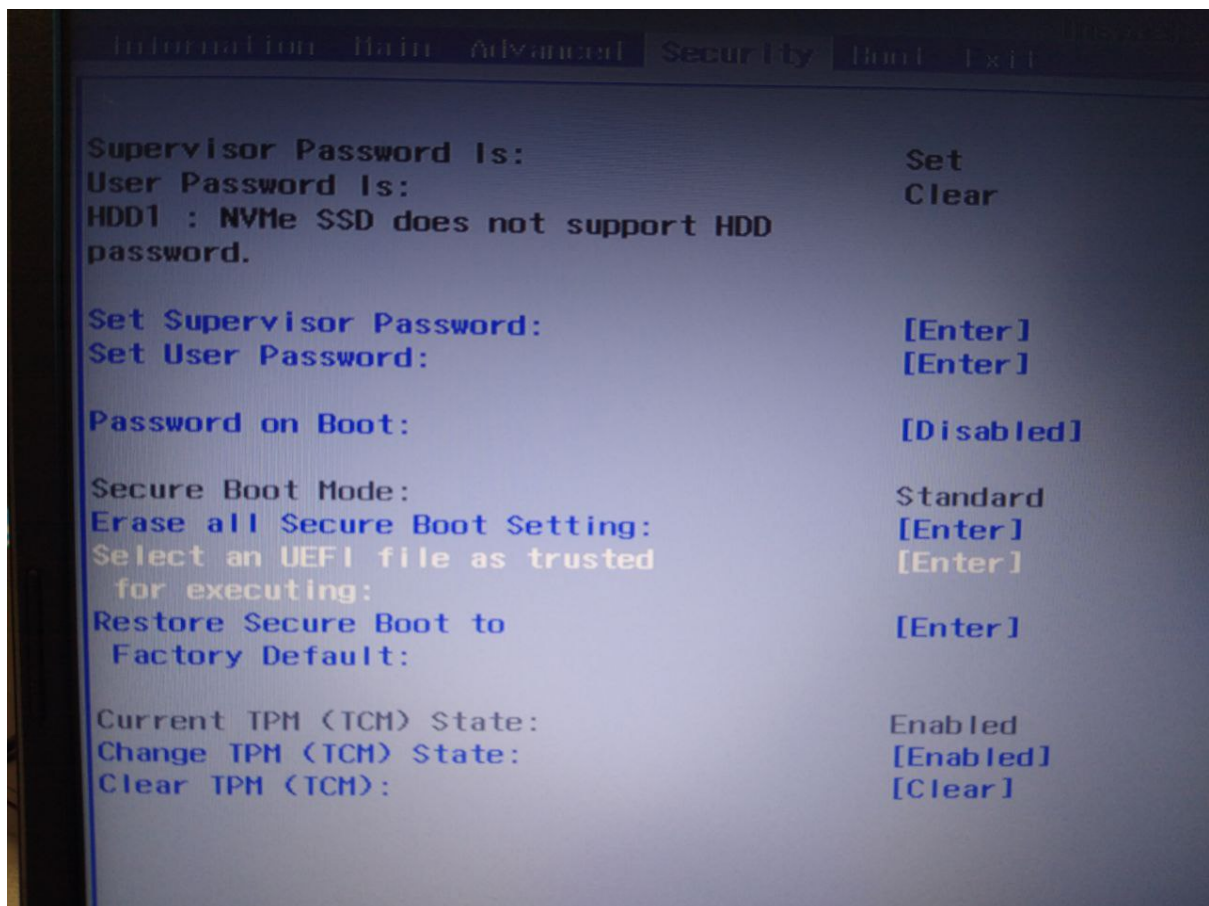 Information Main Advanced Security Boot Exit
Supervisor Password Is: Set
User Password Is: Clear
HDD1 : NVMe SSD does not support HDD
password.
Set Supervisor Password: [Enter]
Set User Password: [Enter]
Password on Boot: [Disabled]
Secure Boot Mode: Standard
Erase all Secure Boot Setting: [Enter]
Select an UEFI file as trusted [Enter]
for executing:
Restore Secure Boot to [Enter]
Factory Default:
Current TPM (TCM) State: Enabled
Change TPM (TCM) State: [Enabled]
Clear TPM (TCM): [Clear]